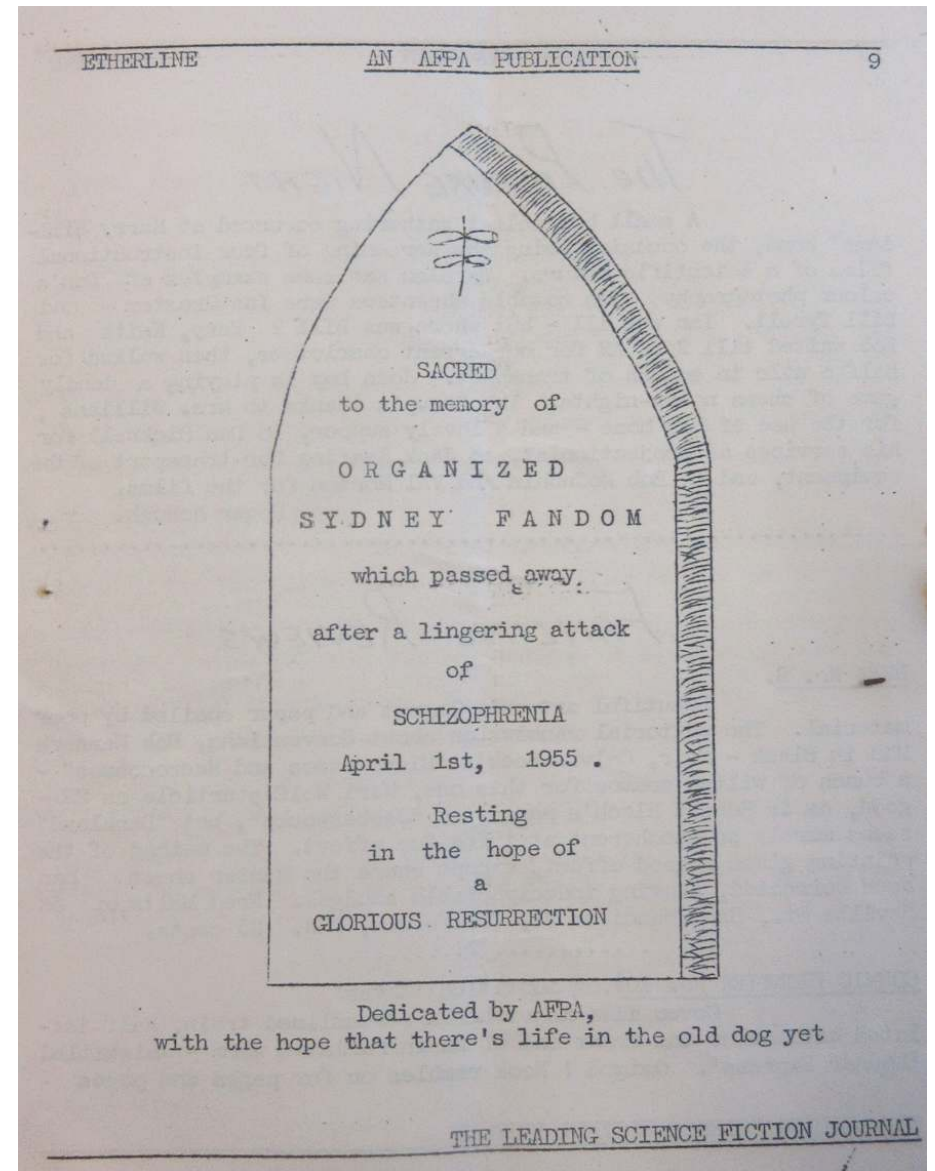 ETHERLINE AN AFPA PUBLICATION 9
SACRED
to the memory of
ORGANIZED
SYDNEY FANDOM
which passed away.
after a lingering attack
of
SCHIZOPHRENIA
April 1st, 1955 .
Resting
in the hope of
a
GLORIOUS RESURRECTION
Dedicated by AFPA,
with the hope that there's life in the old dog yet
THE LEADING SCIENCE FICTION JOURNAL